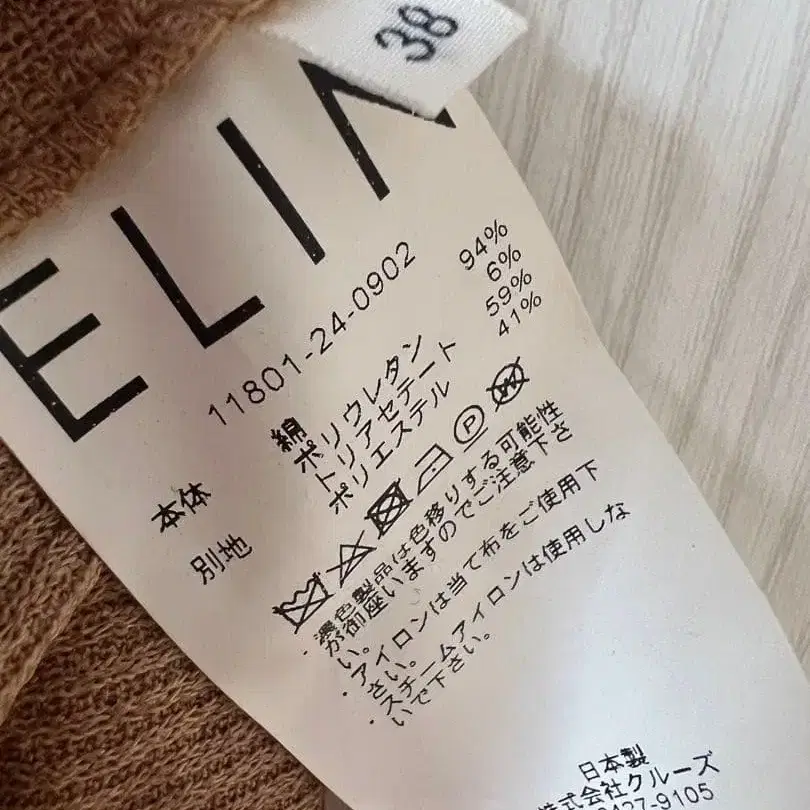 38
ELIN
11801-24-0902
本体 綿 94%
ポリウレタン 6%
別地 トリアセテート 59%
ポリエステル 41%
・濃色製品は色移りする可能性
が御座いますのでご注意下さ
い。
・アイロンは当て布をご使用下
さい。
・スチームアイロンは使用しな
いで下さい。
日本製
株式会社クルーズ
9105